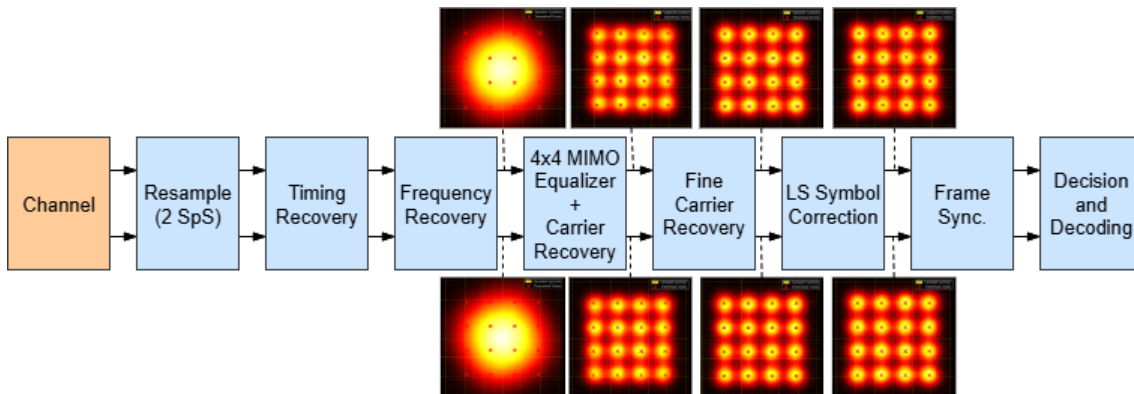 Channel
Resample
(2 SpS)
Timing
Recovery
Frequency
Recovery
4x4 MIMO
Equalizer
+
Carrier
Recovery
Fine
Carrier
Recovery
LS Symbol
Correction
Frame
Sync.
Decision
and
Decoding